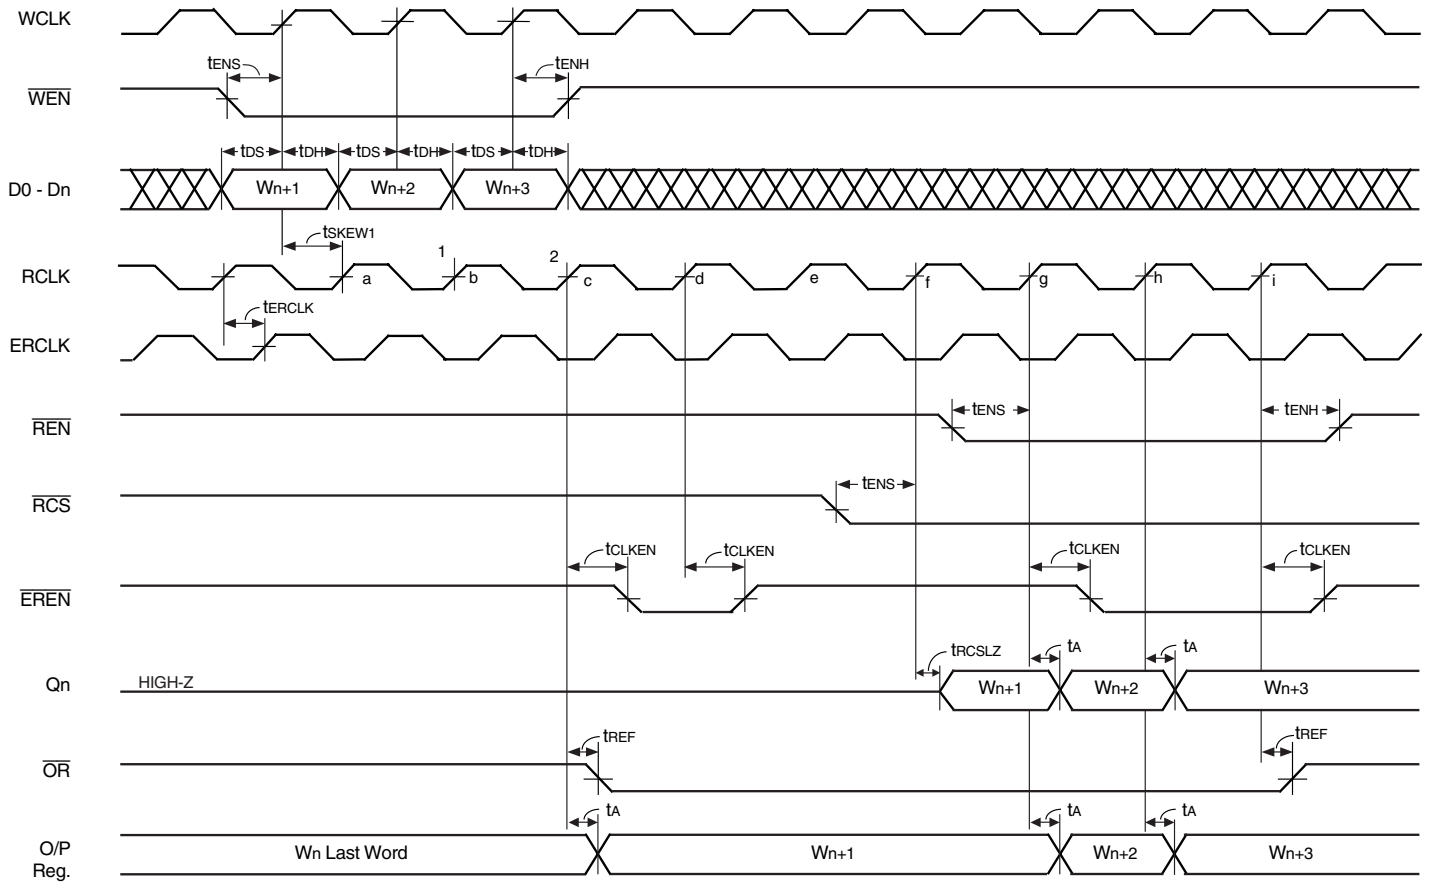 WCLK
tENS
tENH
WEN
tDS
tDH
tDS
tDH
tDS
tDH
D0 - Dn
Wn+1
Wn+2
Wn+3
tSKEW1
1
2
RCLK
a
b
c
d
e
f
g
h
i
tERCLK
ERCLK
REN
tENS
tENH
RCS
tENS
tCLKEN
tCLKEN
tCLKEN
tCLKEN
EREN
tRCSLZ
tA
tA
Qn
HIGH-Z
Wn+1
Wn+2
Wn+3
tREF
tREF
OR
tA
tA
tA
O/P
Reg.
Wn Last Word
Wn+1
Wn+2
Wn+3